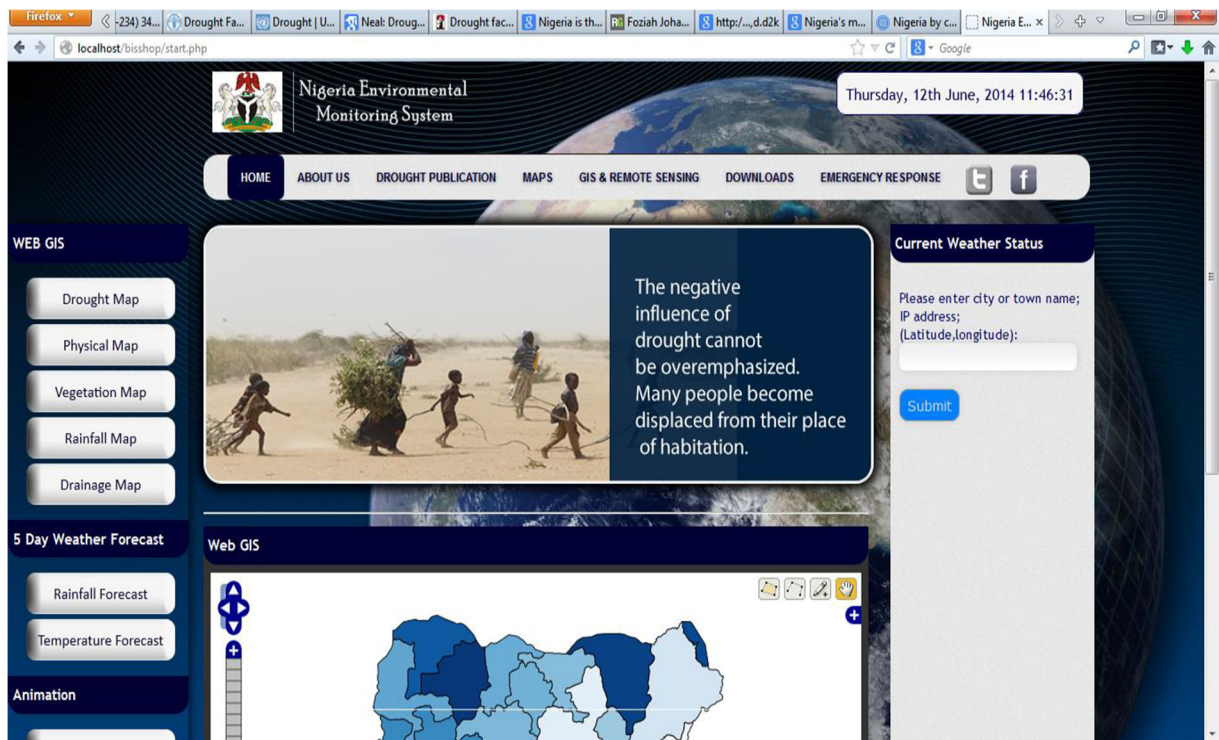 Firefox
-234) 34...
Drought Fa...
Drought | U...
Neal: Droug...
Drought fac...
Nigeria is th...
Foziah Joha...
http:/...,d.d2k
Nigeria's m...
Nigeria by c...
Nigeria E...
localhost/bisshop/start.php
Google
Nigeria Environmental
Monitoring System
Thursday, 12th June, 2014 11:46:31
HOME ABOUT US DROUGHT PUBLICATION MAPS GIS & REMOTE SENSING DOWNLOADS EMERGENCY RESPONSE
WEB GIS
Drought Map
Physical Map
Vegetation Map
Rainfall Map
Drainage Map
5 Day Weather Forecast
Rainfall Forecast
Temperature Forecast
Animation
The negative
influence of
drought cannot
be overemphasized.
Many people become
displaced from their place
of habitation.
Web GIS
Current Weather Status
Please enter city or town name;
IP address;
(Latitude,longitude):
Submit